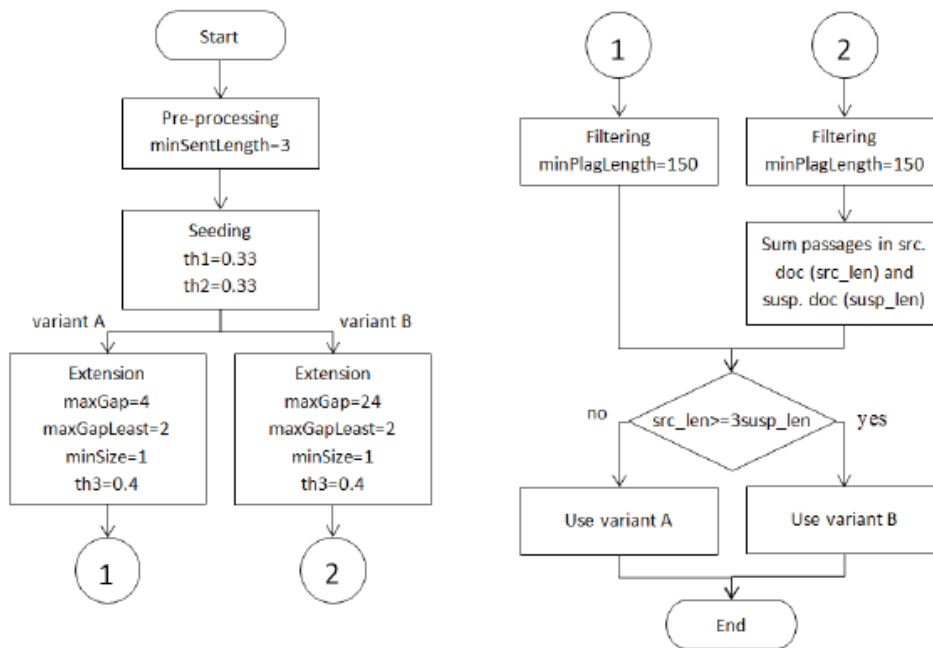 Start
Pre-processing
minSentLength=3
Seeding
th1=0.33
th2=0.33
variant A
variant B
Extension
maxGap=4
maxGapLeast=2
minSize=1
th3=0.4
Extension
maxGap=24
maxGapLeast=2
minSize=1
th3=0.4
1
2
1
2
Filtering
minPlagLength=150
Filtering
minPlagLength=150
Sum passages in src.
doc (src_len) and
susp. doc (susp_len)
src_len>=3susp_len
no
yes
Use variant A
Use variant B
End